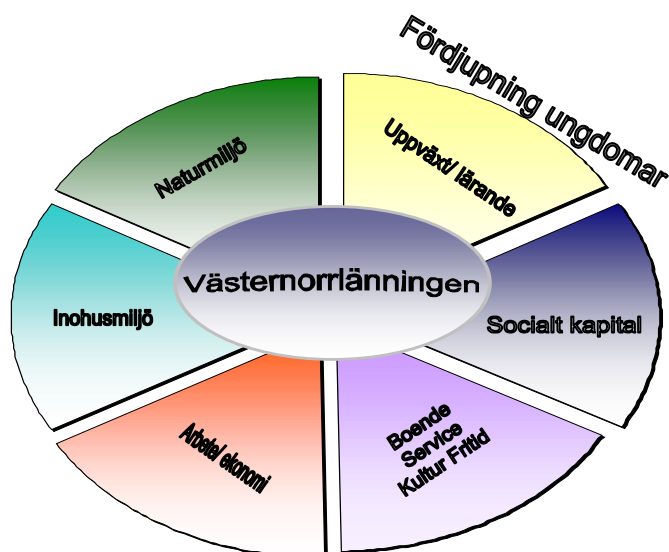 Fördjupning ungdomar
Naturmiljö
Uppväxt/ lärande
Västernorrlänningen
Inohusmiljö
Socialt kapital
Arbete/ ekonomi
Boende
Service
Kultur Fritid